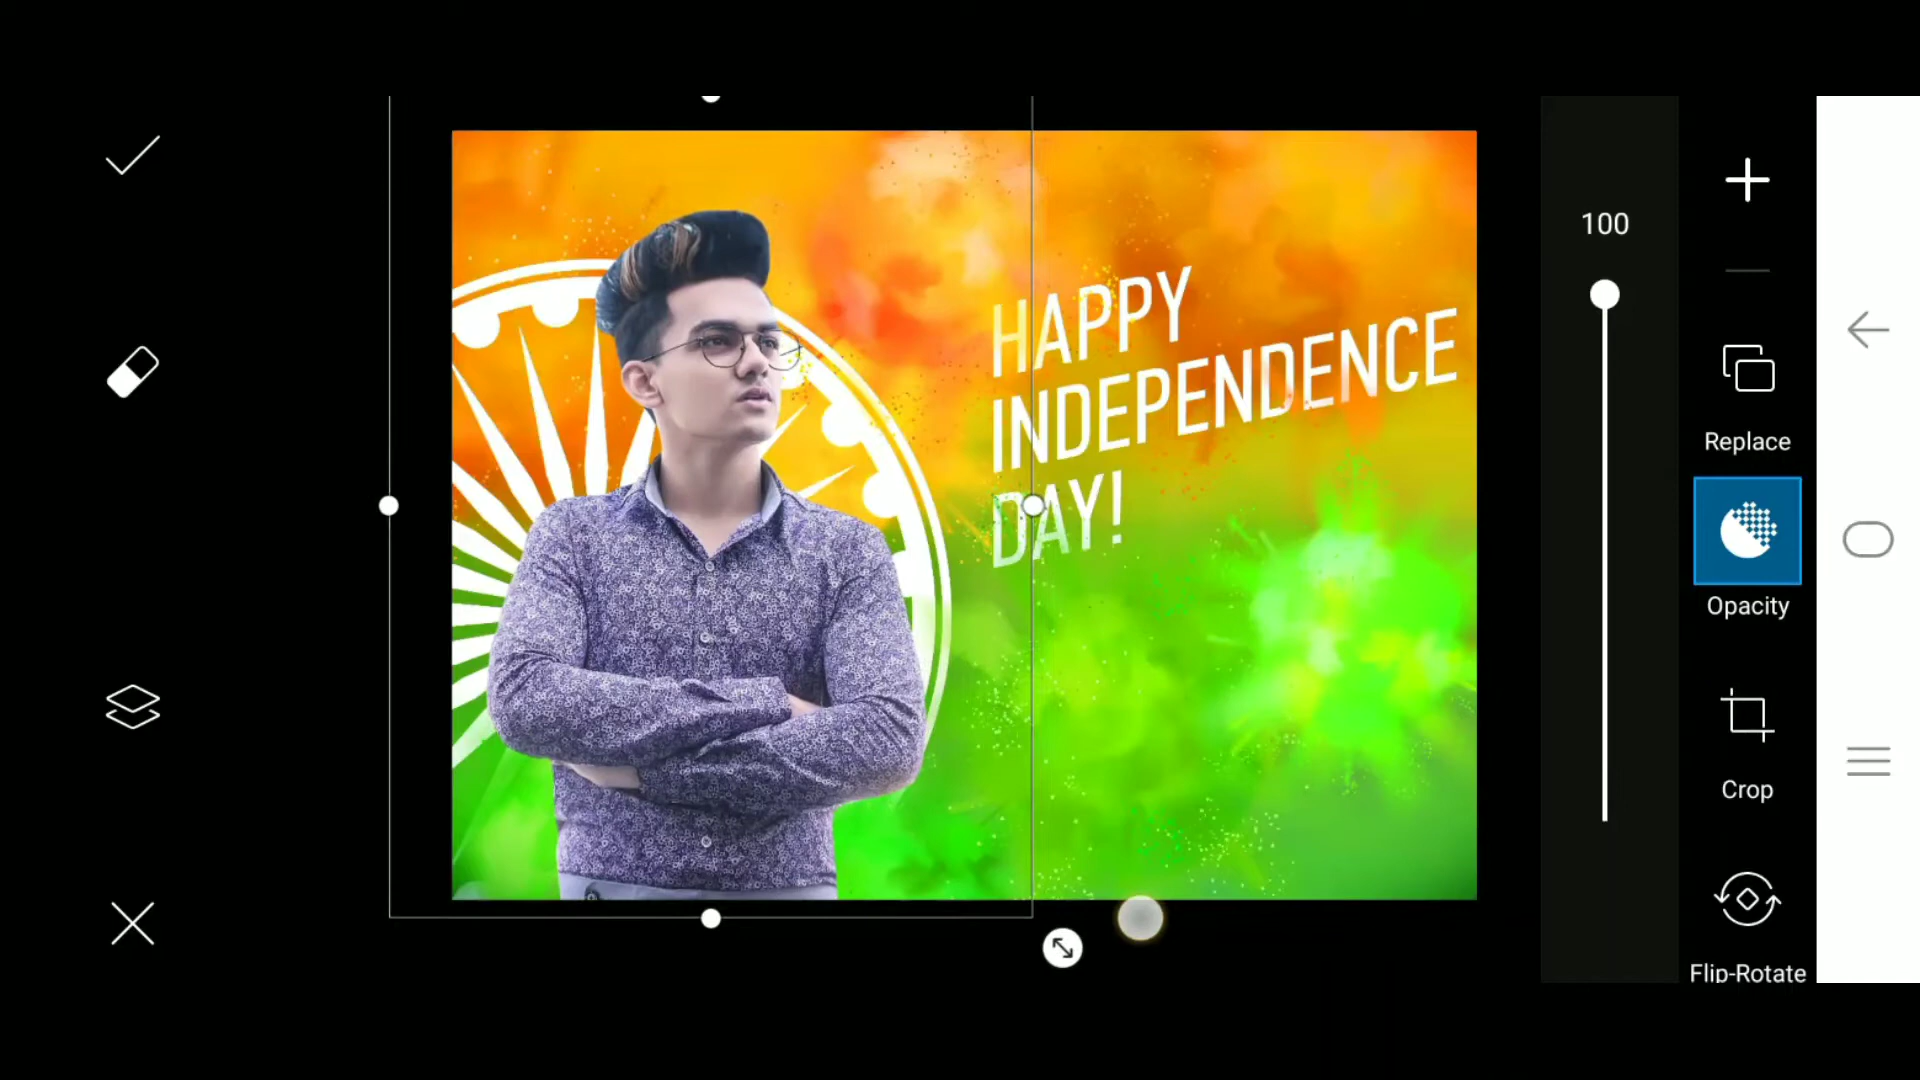 HAPPY
INDEPENDENCE
DAY!
100
Replace
Opacity
Crop
Flip-Rotate